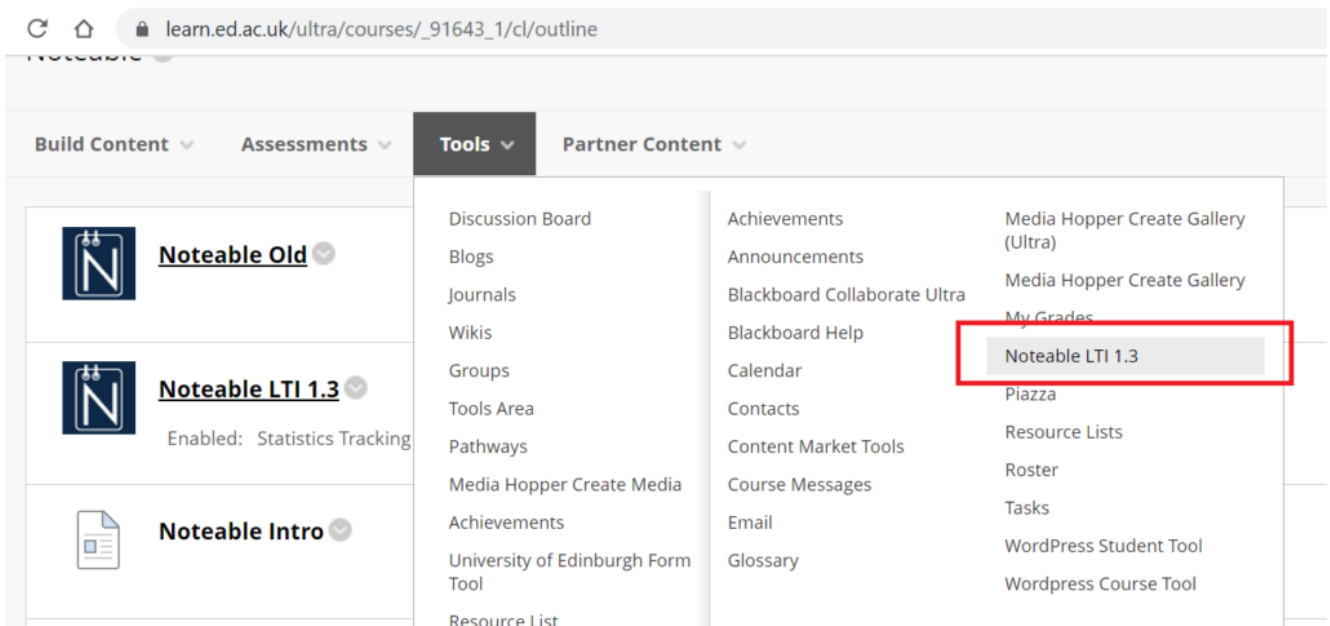 learn.ed.ac.uk/ultra/courses/_91643_1/cl/outline
Noteable
Build Content Assessments Tools Partner Content
N
Noteable Old
N
Noteable LTI 1.3
Enabled: Statistics Tracking
Noteable Intro
Discussion Board
Blogs
Journals
Wikis
Groups
Tools Area
Pathways
Media Hopper Create Media
Achievements
University of Edinburgh Form
Tool
Resource List
Achievements
Announcements
Blackboard Collaborate Ultra
Blackboard Help
Calendar
Contacts
Content Market Tools
Course Messages
Email
Glossary
Media Hopper Create Gallery
(Ultra)
Media Hopper Create Gallery
My Grades
Noteable LTI 1.3
Piazza
Resource Lists
Roster
Tasks
WordPress Student Tool
Wordpress Course Tool